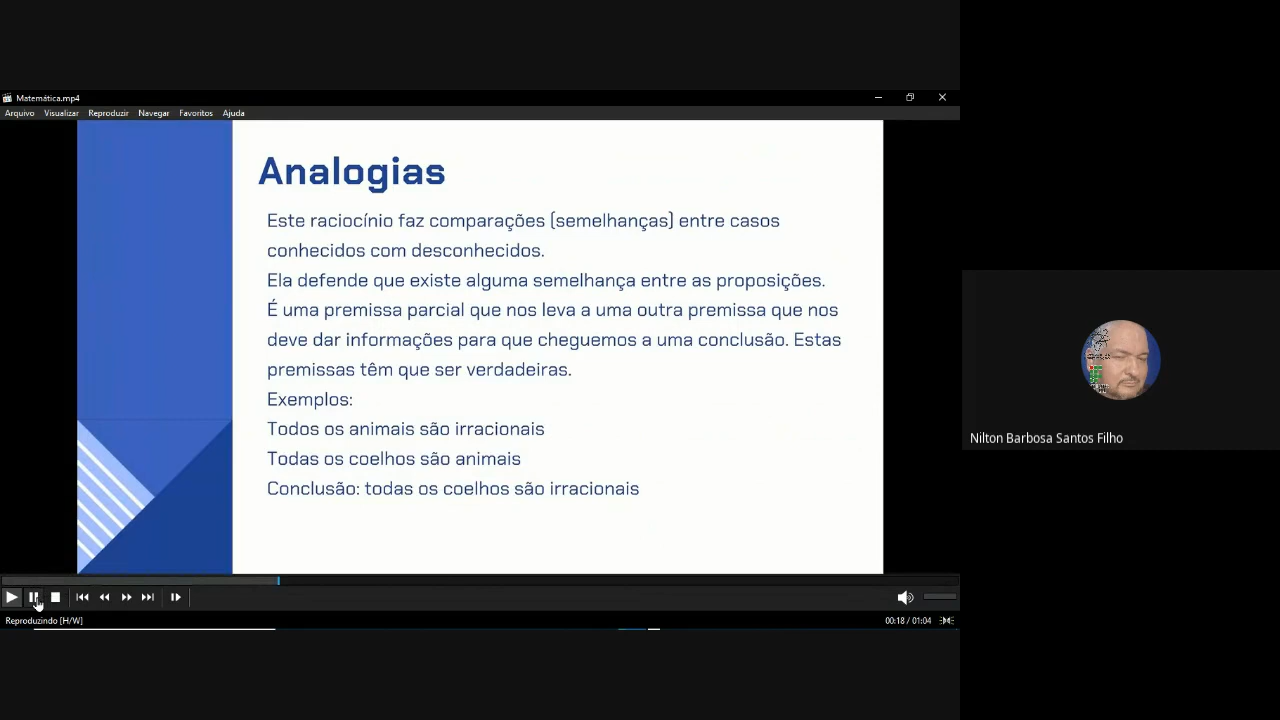 Matemática.mp4
Arquivo Visualizar Reproduzir Navegar Favoritos Ajuda
Analogias
Este raciocínio faz comparações (semelhanças) entre casos
conhecidos com desconhecidos.
Ela defende que existe alguma semelhança entre as proposições.
É uma premissa parcial que nos leva a uma outra premissa que nos
deve dar informações para que cheguemos a uma conclusão. Estas
premissas têm que ser verdadeiras.
Exemplos:
Todos os animais são irracionais
Todas os coelhos são animais
Conclusão: todas os coelhos são irracionais
Nilton Barbosa Santos Filho
Reproduzindo [H/W]
00:18 / 01:04